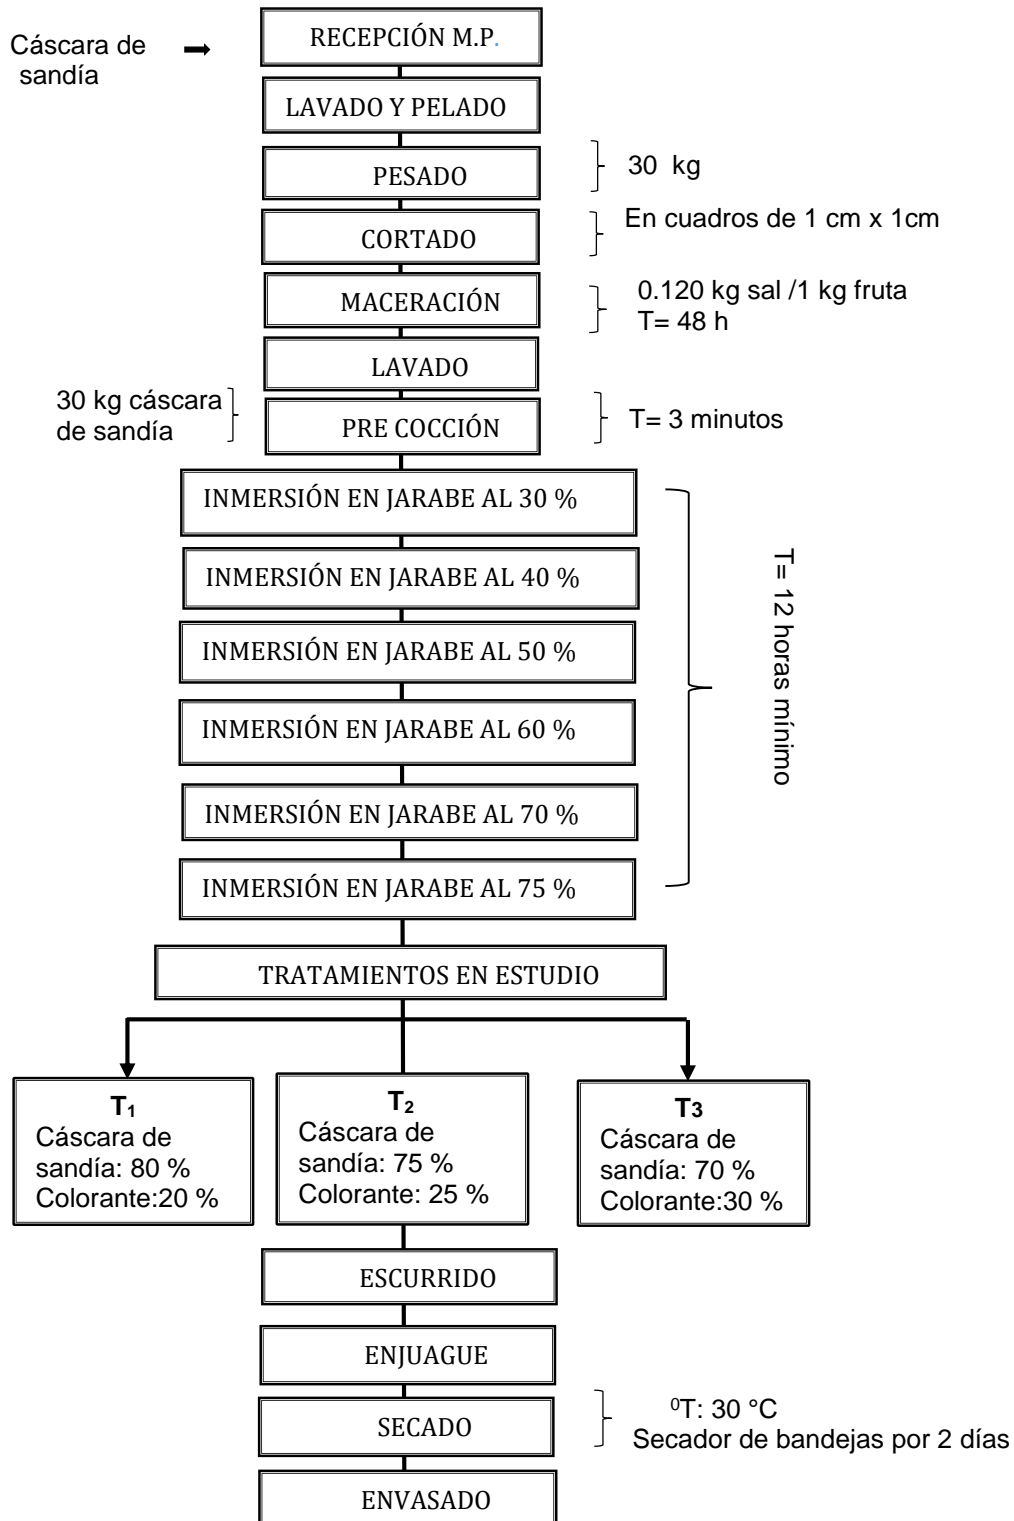 Cáscara de
sandía
RECEPCIÓN M.P.
LAVADO Y PELADO
PESADO
30 kg
CORTADO
En cuadros de 1 cm x 1cm
MACERACIÓN
0.120 kg sal /1 kg fruta
T= 48 h
LAVADO
30 kg cáscara
de sandía
PRE COCCIÓN
T= 3 minutos
INMERSIÓN EN JARABE AL 30 %
INMERSIÓN EN JARABE AL 40 %
INMERSIÓN EN JARABE AL 50 %
INMERSIÓN EN JARABE AL 60 %
INMERSIÓN EN JARABE AL 70 %
INMERSIÓN EN JARABE AL 75 %
T= 12 horas mínimo
TRATAMIENTOS EN ESTUDIO
T₁
Cáscara de
sandía: 80 %
Colorante:20 %
T₂
Cáscara de
sandía: 75 %
Colorante: 25 %
T3
Cáscara de
sandía: 70 %
Colorante:30 %
ESCURRIDO
ENJUAGUE
SECADO
⁰T: 30 °C
Secador de bandejas por 2 días
ENVASADO